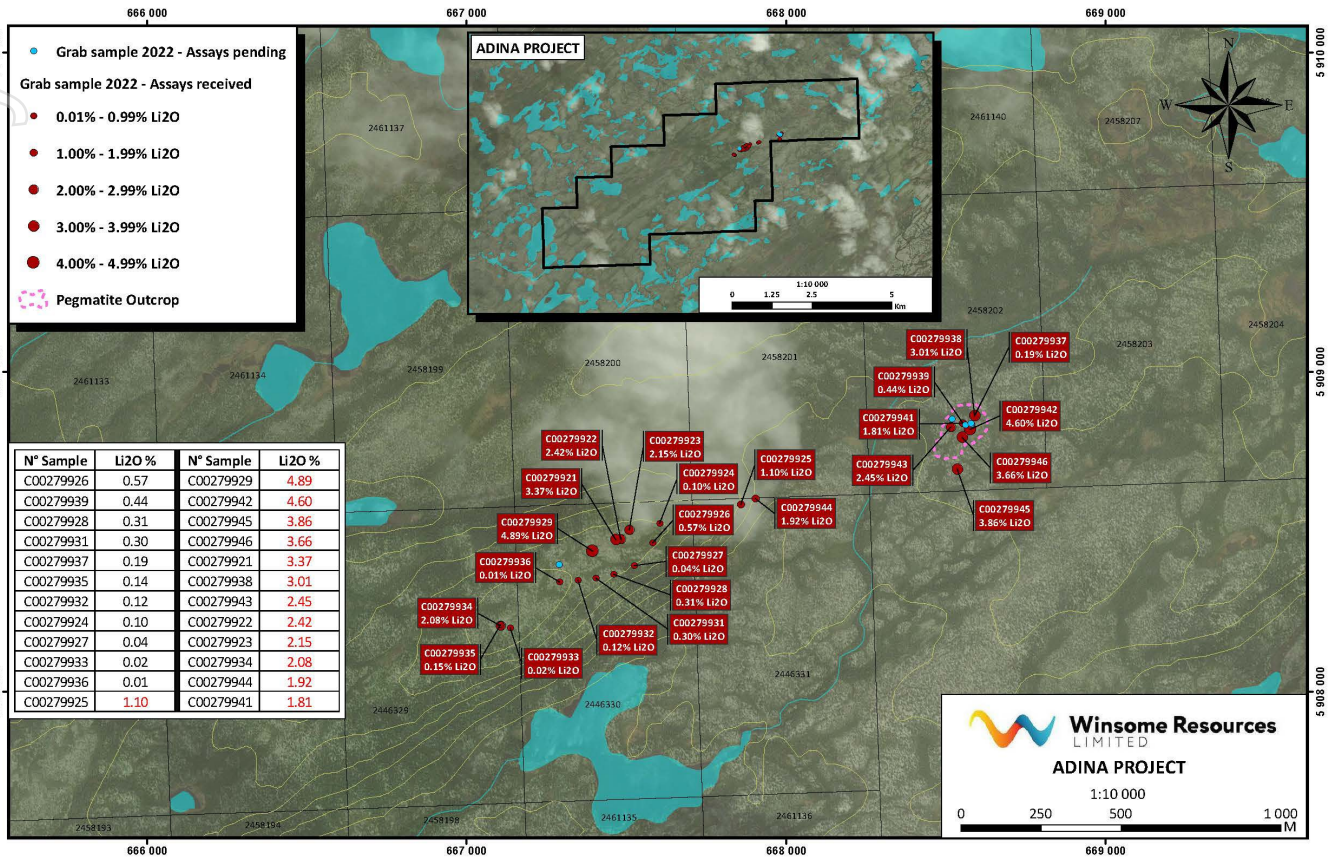 666 000
667 000
668 000
669 000
Grab sample 2022 - Assays pending
Grab sample 2022 - Assays received
0.01% - 0.99% Li2O
1.00% - 1.99% Li2O
2.00% - 2.99% Li2O
3.00% - 3.99% Li2O
4.00% - 4.99% Li2O
Pegmatite Outcrop
ADINA PROJECT
1:10 000
0 1.25 2.5 5
Km
N
W E
S
5 910 000
5 909 000
5 908 000
2461137
2461140
2458207
2458202
2458204
2458203
2458201
2458200
2458199
2461134
2461133
C00279938
3.01% Li2O
C00279937
0.19% Li2O
C00279939
0.44% Li2O
C00279941
1.81% Li2O
C00279942
4.60% Li2O
C00279943
2.45% Li2O
C00279946
3.66% Li2O
C00279945
3.86% Li2O
C00279922
2.42% Li2O
C00279923
2.15% Li2O
C00279921
3.37% Li2O
C00279924
0.10% Li2O
C00279925
1.10% Li2O
C00279929
4.89% Li2O
C00279926
0.57% Li2O
C00279944
1.92% Li2O
C00279936
0.01% Li2O
C00279927
0.04% Li2O
C00279928
0.31% Li2O
C00279934
2.08% Li2O
C00279932
0.12% Li2O
C00279931
0.30% Li2O
C00279935
0.15% Li2O
C00279933
0.02% Li2O
N° Sample Li2O % N° Sample Li2O %
C00279926 0.57 C00279929 4.89
C00279939 0.44 C00279942 4.60
C00279928 0.31 C00279945 3.86
C00279931 0.30 C00279946 3.66
C00279937 0.19 C00279921 3.37
C00279935 0.14 C00279938 3.01
C00279932 0.12 C00279943 2.45
C00279924 0.10 C00279922 2.42
C00279927 0.04 C00279923 2.15
C00279933 0.02 C00279934 2.08
C00279936 0.01 C00279944 1.92
C00279925 1.10 C00279941 1.81
2446331
2446330
2446329
2458193
2458194
2458198
2461135
2461136
Winsome Resources
LIMITED
ADINA PROJECT
1:10 000
0 250 500 1 000
M
666 000
667 000
668 000
669 000